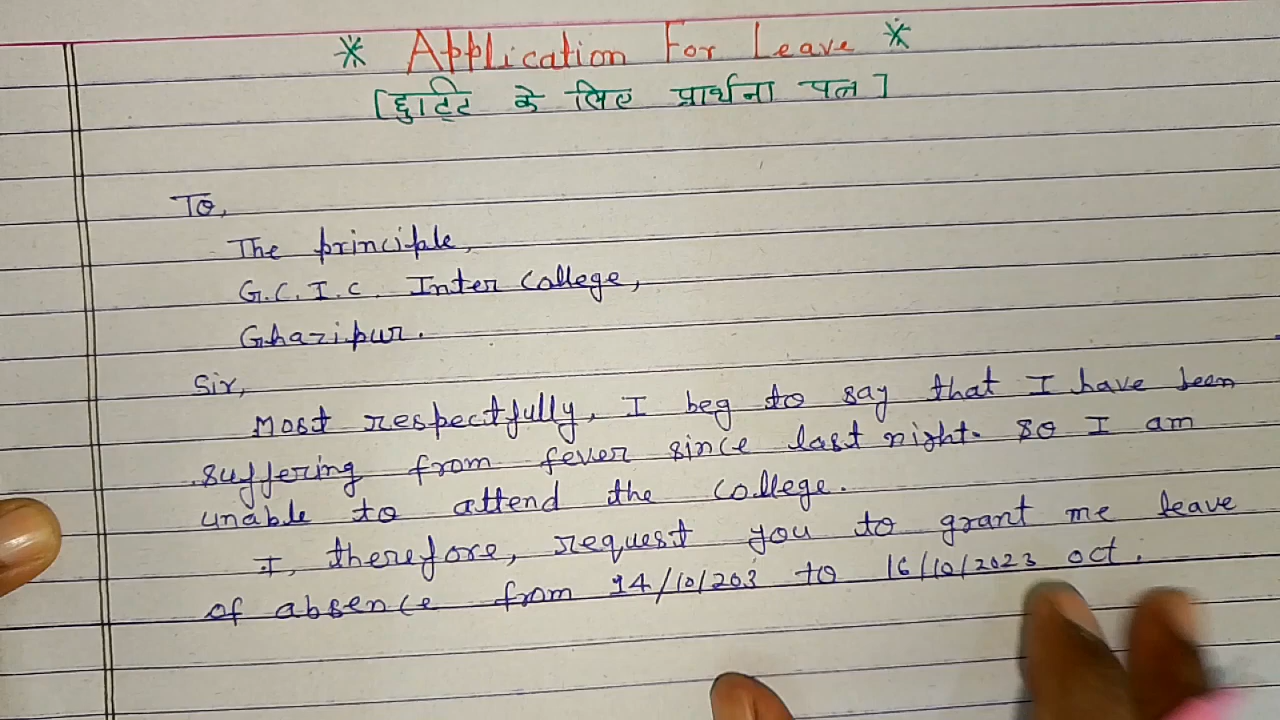 * Application For Leave *
[छुट्टि के लिए प्रार्थना पत्र]
To,
The principle,
G.C.I.C. Inter College,
Ghazipur.
Sir,
Most respectfully, I beg to say that I have been
suffering from fever since last night. So I am
unable to attend the college.
I, therefore, request you to grant me leave
of absence from 14/10/203 to 16/10/2023 oct.